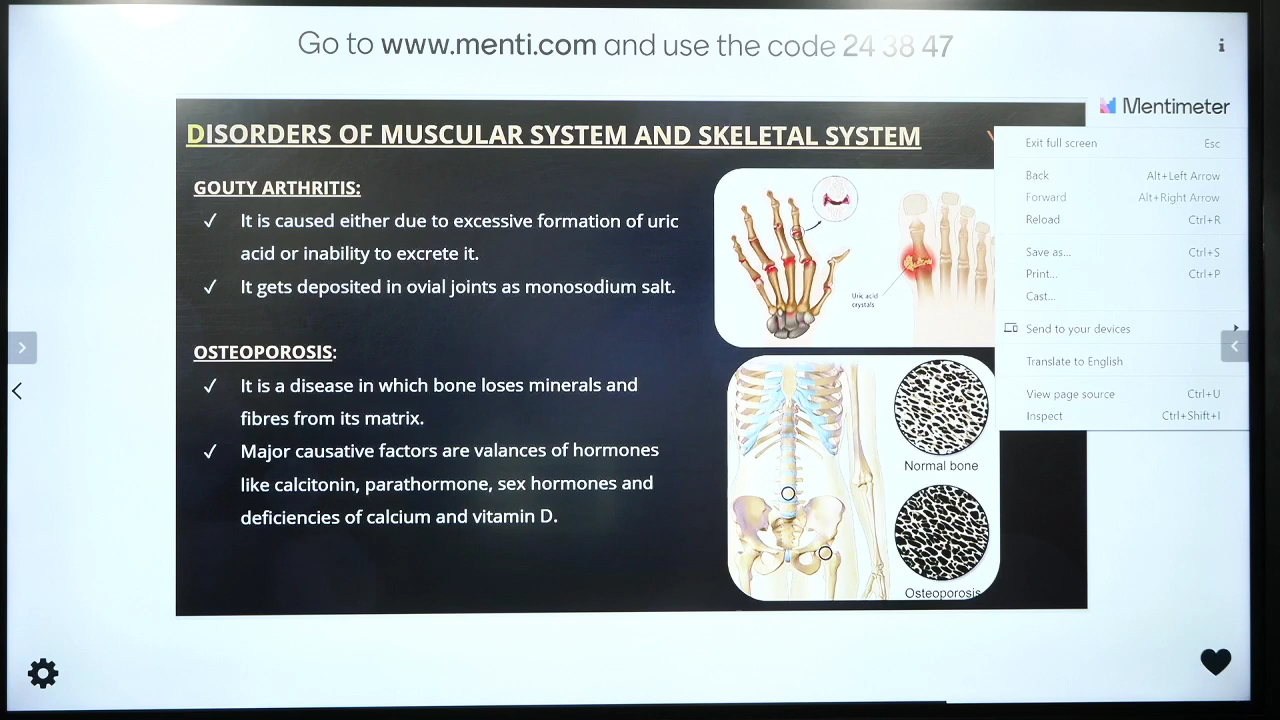 Go to www.menti.com and use the code 24 38 47
i
Mentimeter
DISORDERS OF MUSCULAR SYSTEM AND SKELETAL SYSTEM
GOUTY ARTHRITIS:
✓ It is caused either due to excessive formation of uric
acid or inability to excrete it.
✓ It gets deposited in ovial joints as monosodium salt.
Uric acid
crystals
OSTEOPOROSIS:
✓ It is a disease in which bone loses minerals and
fibres from its matrix.
✓ Major causative factors are valances of hormones
like calcitonin, parathormone, sex hormones and
deficiencies of calcium and vitamin D.
Normal bone
Osteoporosis
Exit full screen Esc
Back Alt+Left Arrow
Forward Alt+Right Arrow
Reload Ctrl+R
Save as... Ctrl+S
Print... Ctrl+P
Cast...
Send to your devices
Translate to English
View page source Ctrl+U
Inspect Ctrl+Shift+I